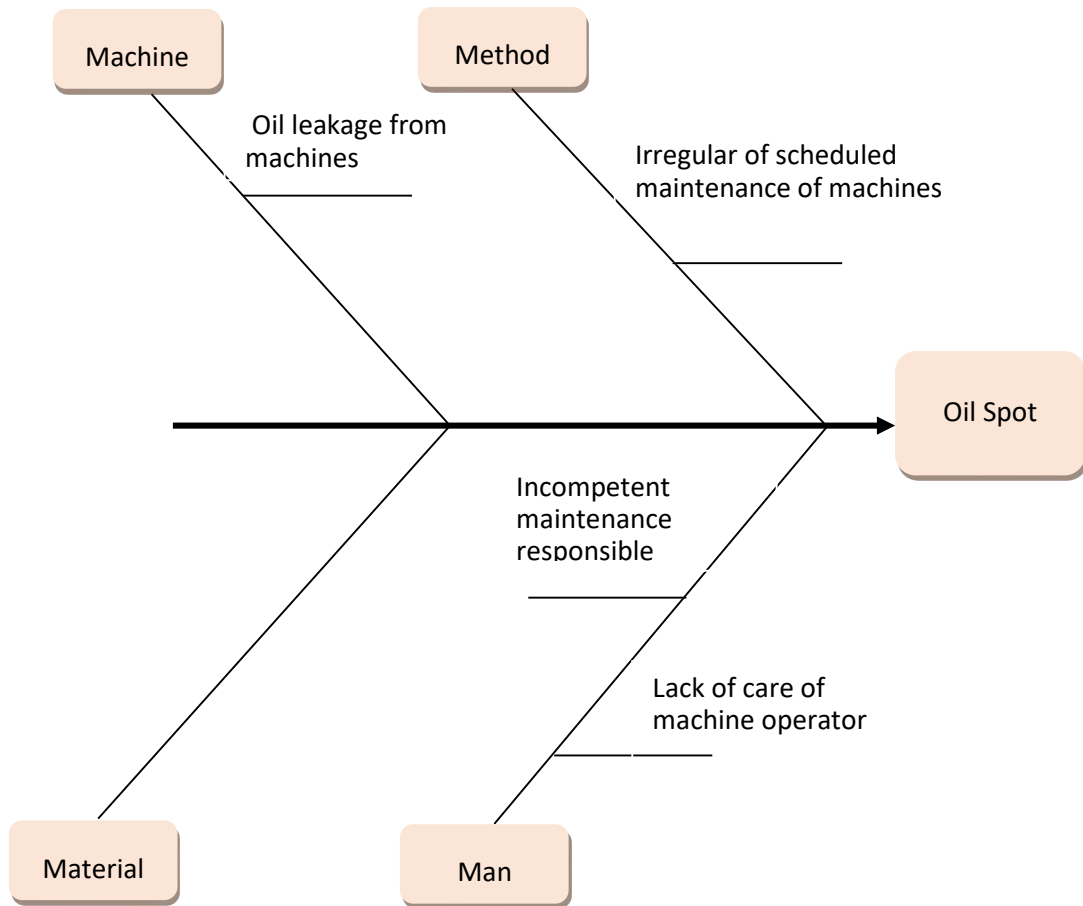 Machine
Method
Oil leakage from
machines
Irregular of scheduled
maintenance of machines
Oil Spot
Incompetent
maintenance
responsible
Lack of care of
machine operator
Material
Man